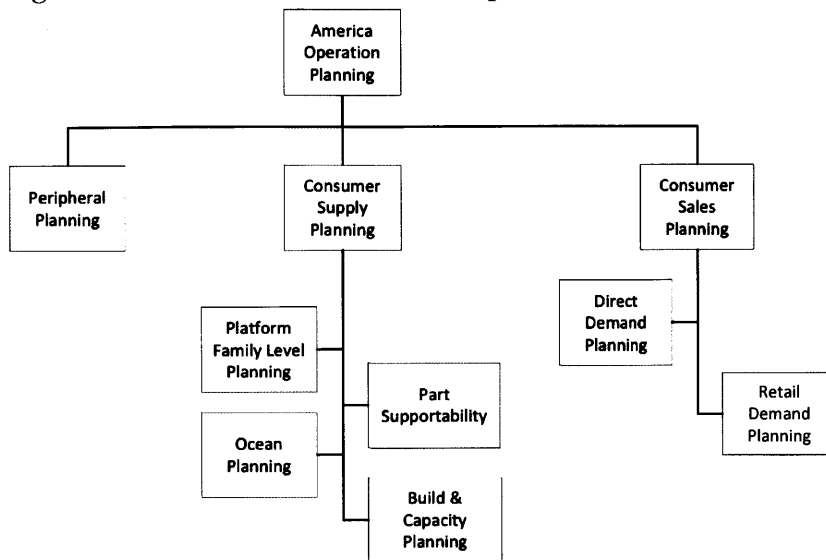 America
Operation
Planning
Peripheral
Planning
Consumer
Supply
Planning
Consumer
Sales
Planning
Platform
Family Level
Planning
Direct
Demand
Planning
Part
Supportability
Retail
Demand
Planning
Ocean
Planning
Build &
Capacity
Planning